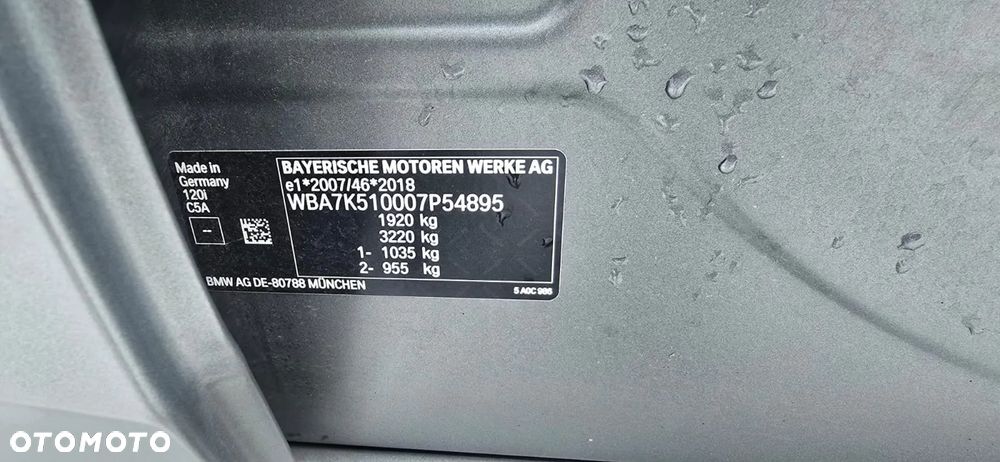 Made in
Germany
120i
C5A
--
BAYERISCHE MOTOREN WERKE AG
e1*2007/46*2018
WBA7K510007P54895
1920 kg
3220 kg
1- 1035 kg
2- 955 kg
BMW AG DE-80788 MÜNCHEN
5 A0C 985
OTOMOTO